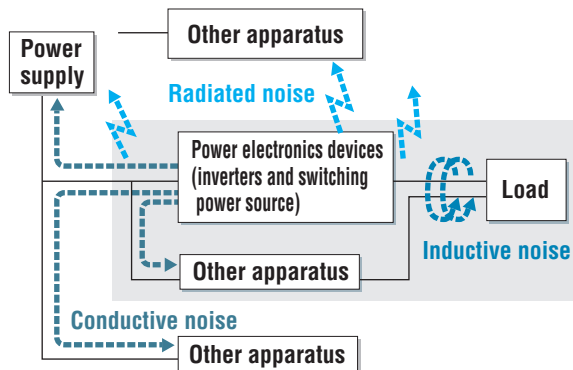 Other apparatus
Power
supply
Radiated noise
Power electronics devices
(inverters and switching
power source)
Load
Inductive noise
Other apparatus
Conductive noise
Other apparatus